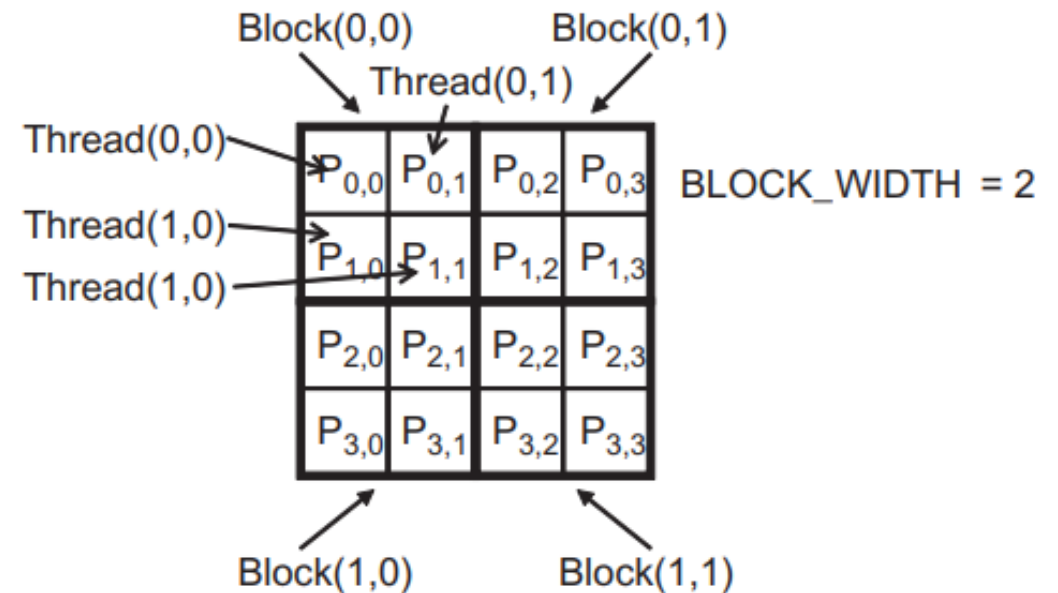 Block(0,0) Block(0,1)
Thread(0,1)
Thread(0,0)
P0,0 P0,1 P0,2 P0,3
BLOCK_WIDTH = 2
Thread(1,0)
P1,0 P1,1 P1,2 P1,3
Thread(1,0)
P2,0 P2,1 P2,2 P2,3
P3,0 P3,1 P3,2 P3,3
Block(1,0) Block(1,1)